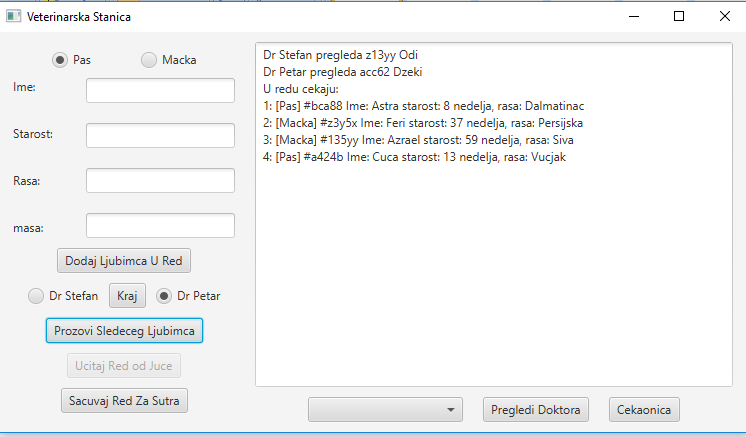 Veterinarska Stanica
Pas
Macka
Ime:
Starost:
Rasa:
masa:
Dodaj Ljubimca U Red
Dr Stefan
Kraj
Dr Petar
Prozovi Sledeceg Ljubimca
Ucitaj Red od Juce
Sacuvaj Red Za Sutra
Dr Stefan pregleda z13yy Odi
Dr Petar pregleda acc62 Dzeki
U redu cekaju:
1: [Pas] #bca88 Ime: Astra starost: 8 nedelja, rasa: Dalmatinac
2: [Macka] #z3y5x Ime: Feri starost: 37 nedelja, rasa: Persijska
3: [Macka] #135yy Ime: Azrael starost: 59 nedelja, rasa: Siva
4: [Pas] #a424b Ime: Cuca starost: 13 nedelja, rasa: Vucjak
Pregledi Doktora
Cekaonica